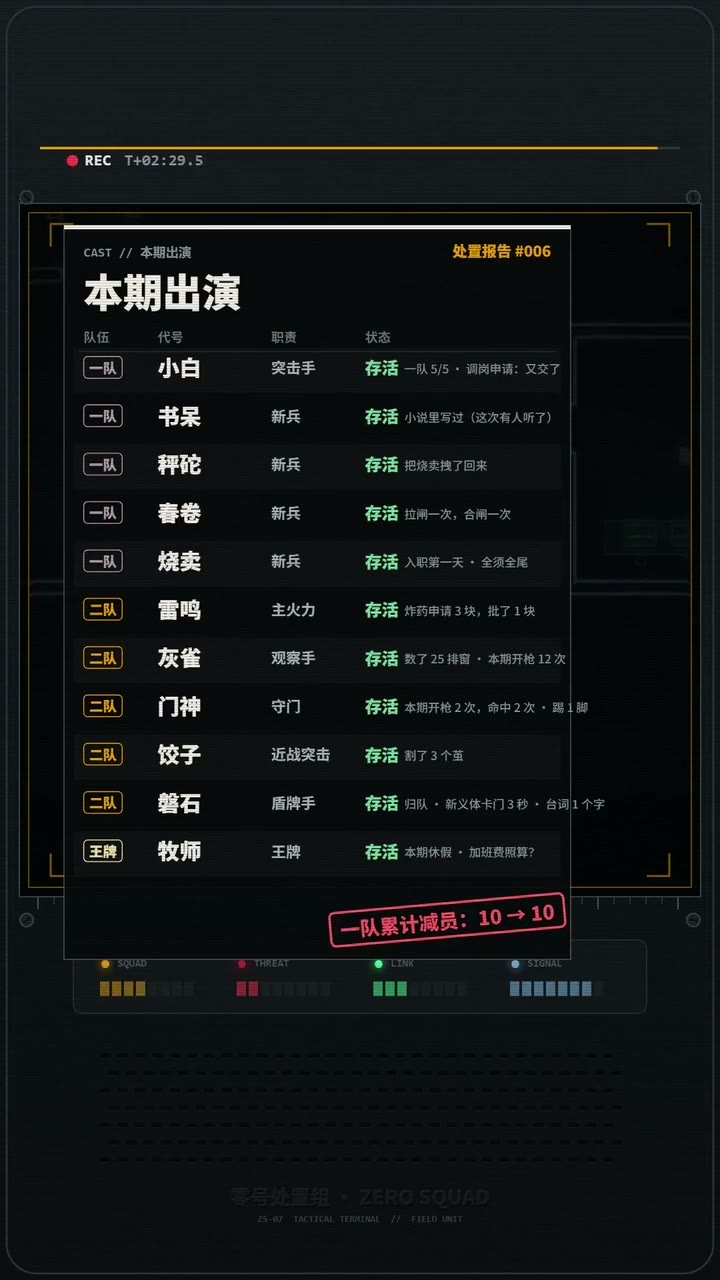 REC T+02:29.5
CAST // 本期出演
处置报告 #006
本期出演
队伍 代号 职责 状态
一队 小白 突击手 存活 一队 5/5 · 调岗申请：又交了
一队 书呆 新兵 存活 小说里写过（这次有人听了）
一队 秤砣 新兵 存活 把烧卖拽了回来
一队 春卷 新兵 存活 拉闸一次，合闸一次
一队 烧卖 新兵 存活 入职第一天 · 全须全尾
二队 雷鸣 主火力 存活 炸药申请 3 块，批了 1 块
二队 灰雀 观察手 存活 数了 25 排窗 · 本期开枪 12 次
二队 门神 守门 存活 本期开枪 2 次，命中 2 次 · 踢 1 脚
二队 饺子 近战突击 存活 割了 3 个茧
二队 磐石 盾牌手 存活 归队 · 新义体卡门 3 秒 · 台词 1 个字
王牌 牧师 王牌 存活 本期休假 · 加班费照算？
一队累计减员：10 → 10
SQUAD THREAT LINK SIGNAL
零号处置组 · ZERO SQUAD
ZS-07 TACTICAL TERMINAL // FIELD UNIT